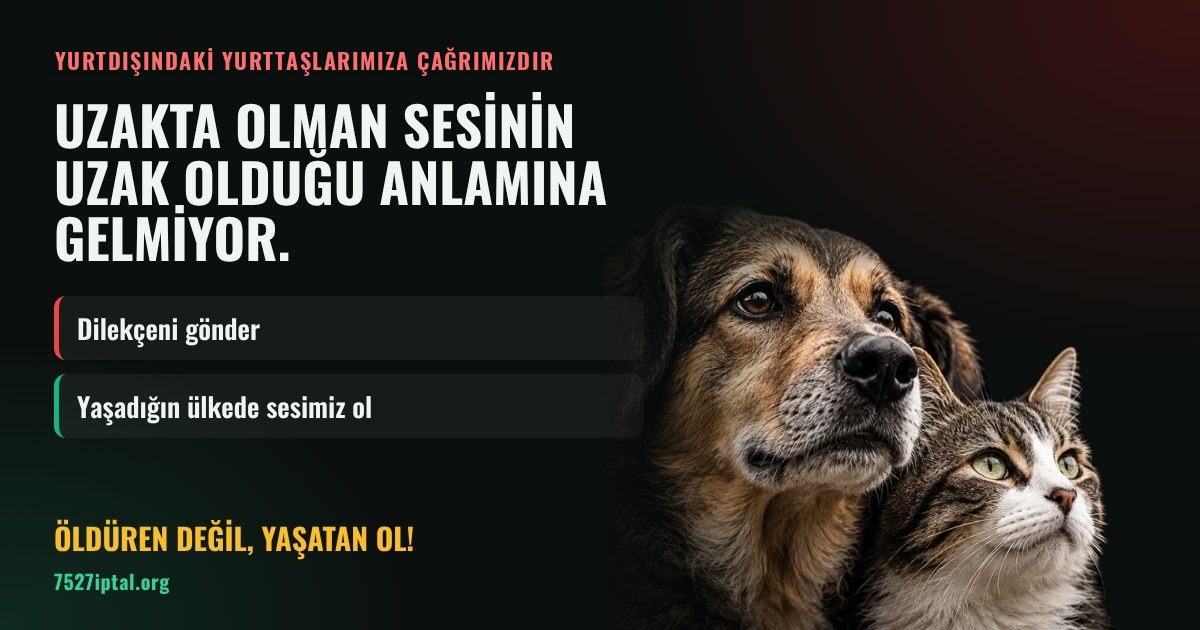 YURTDIŞINDAKİ YURTTAŞLARIMIZA ÇAĞRIMIZDIR
UZAKTA OLMAN SESİNİN
UZAK OLDUĞU ANLAMINA
GELMİYOR.
Dilekçeni gönder
Yaşadığın ülkede sesimiz ol
ÖLDÜREN DEĞİL, YAŞATAN OL!
7527iptal.org